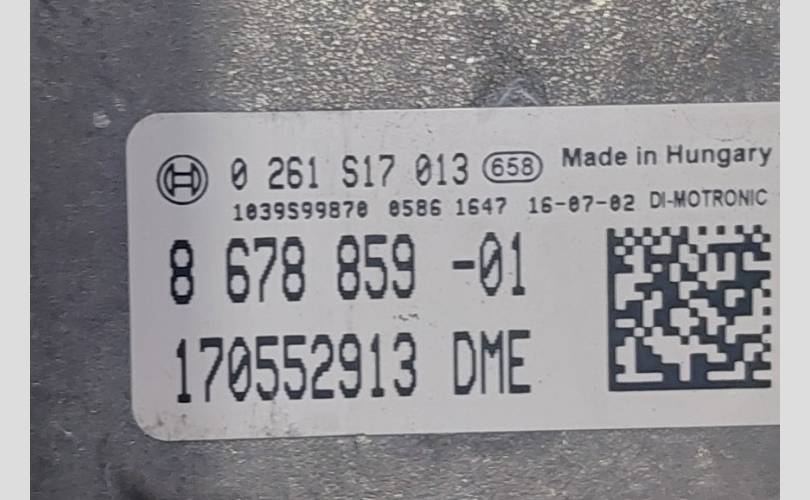 0 261 S17 013 658 Made in Hungary
1039S99870 0586 1647 16-07-02 DI-MOTRONIC
8 678 859 -01
170552913 DME